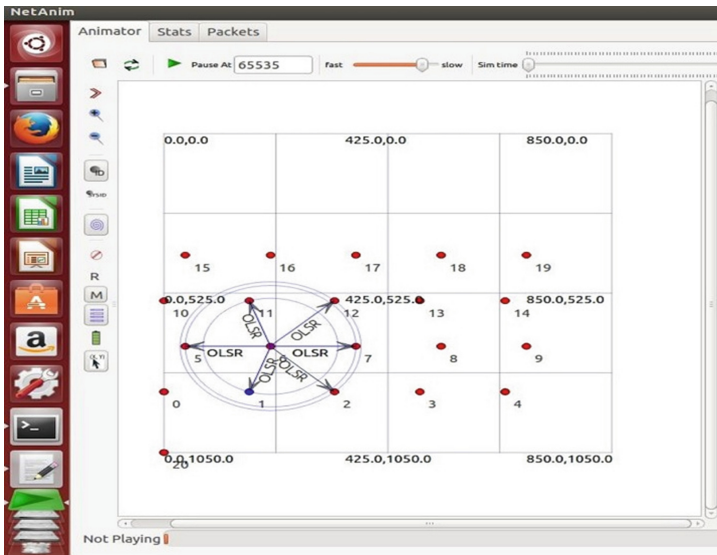 NetAnim
Animator Stats Packets
Pause At 65535 fast slow Sim time
0.0,0.0 425.0,0.0 850.0,0.0
15 16 17 18 19
0.0,525.0 425.0,525.0 850.0,525.0
10 11 12 13 14
OLSR OLSR
5 OLSR OLSR 7 8 9
OLSR OLSR
0 1 2 3 4
0.0,1050.0 425.0,1050.0 850.0,1050.0
20
R
M
Not Playing